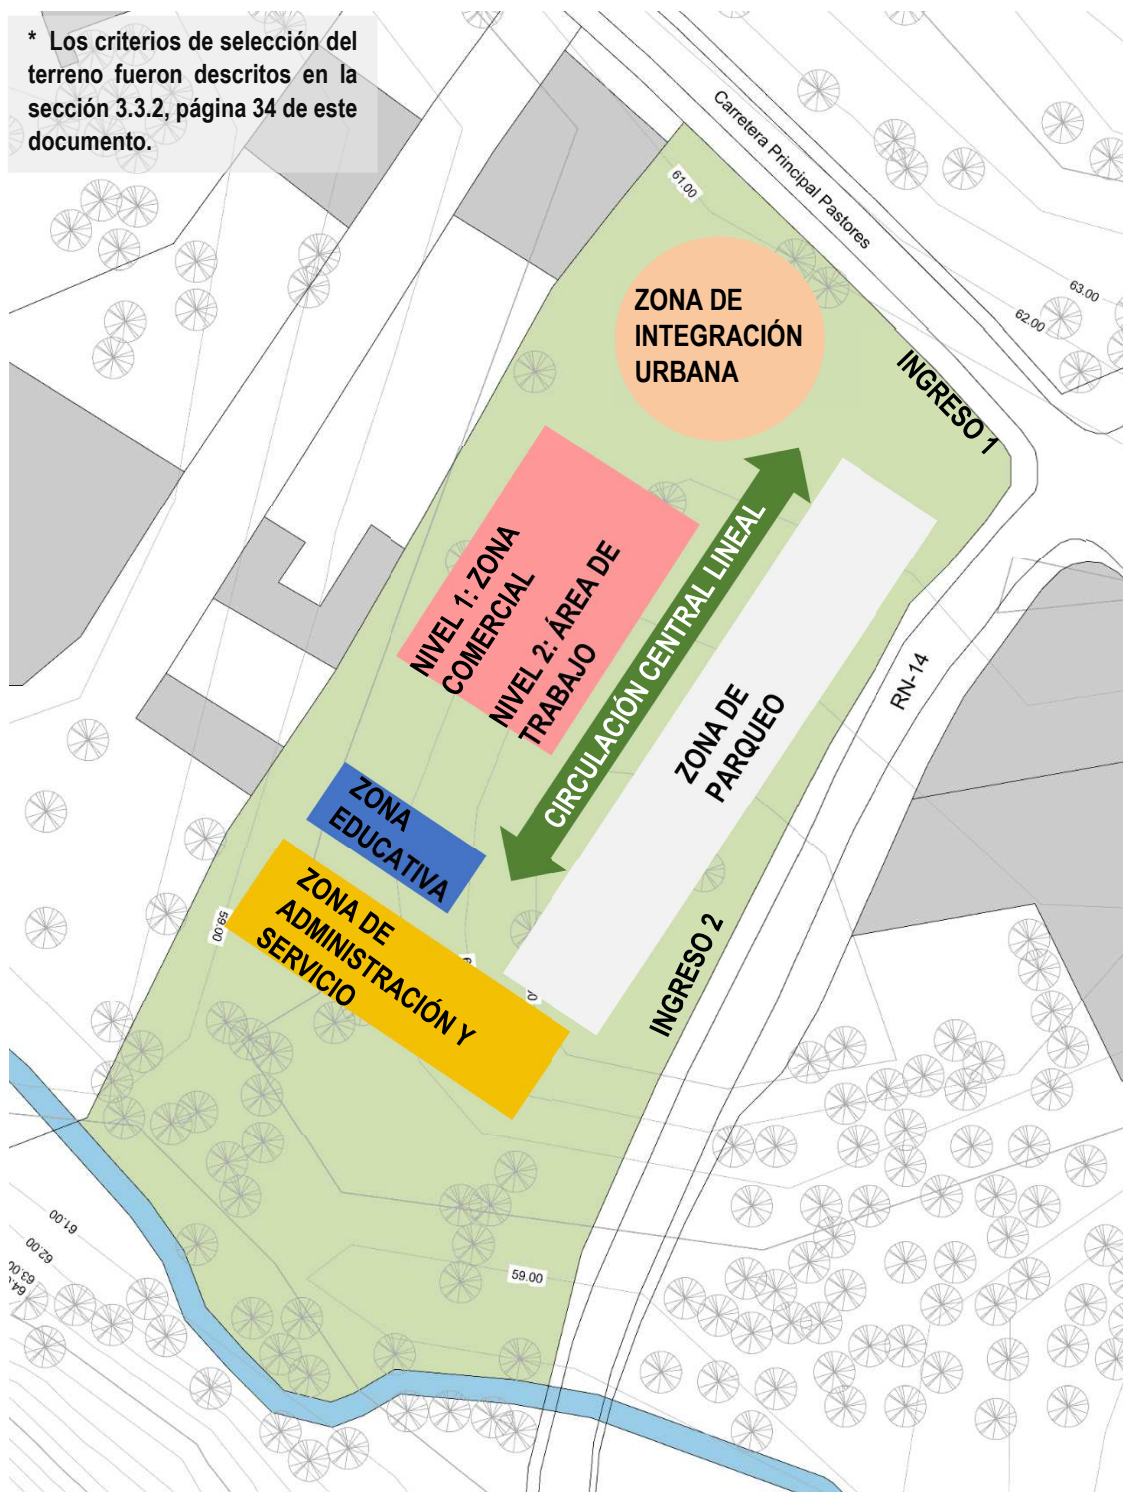 * Los criterios de selección del
terreno fueron descritos en la
sección 3.3.2, página 34 de este
documento.
Carretera Principal Pastores
61.00
63.00
62.00
ZONA DE
INTEGRACIÓN
URBANA
INGRESO 1
NIVEL 1: ZONA
COMERCIAL
NIVEL 2: ÁREA DE
TRABAJO
CIRCULACIÓN CENTRAL LINEAL
ZONA DE
PARQUEO
RN-14
ZONA
EDUCATIVA
ZONA DE
ADMINISTRACIÓN Y
SERVICIO
59.00
INGRESO 2
61.00
62.00
63.00
59.00